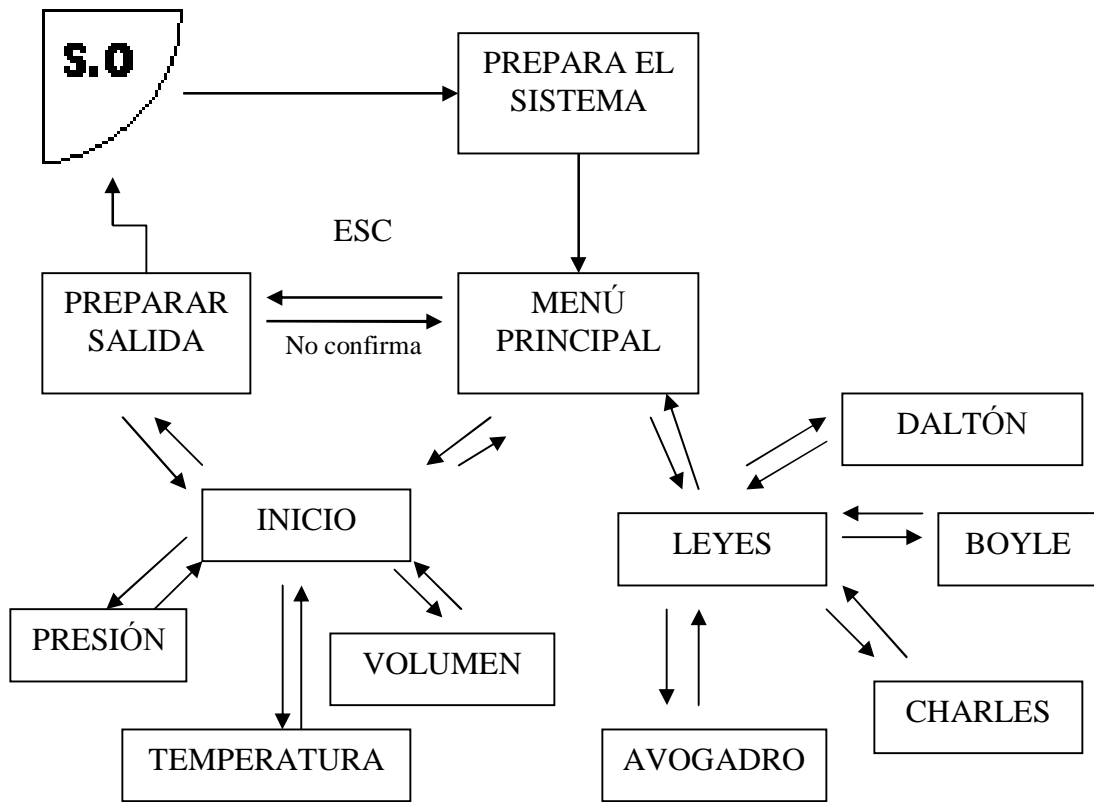 S.O
PREPARA EL
SISTEMA
ESC
PREPARAR
SALIDA
No confirma
MENÚ
PRINCIPAL
DALTÓN
INICIO
LEYES
BOYLE
PRESIÓN
VOLUMEN
CHARLES
TEMPERATURA
AVOGADRO